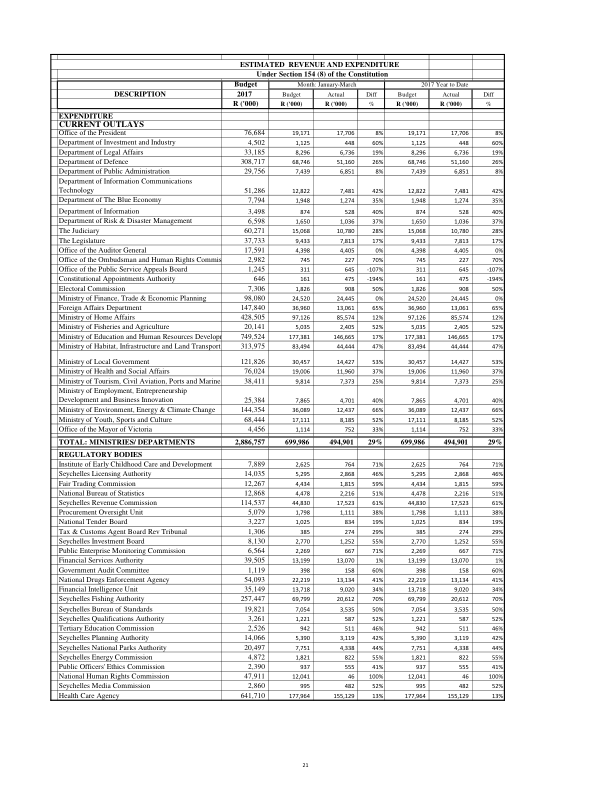 ESTIMATED REVENUE AND EXPENDITURE
Under Section 154 (8) of the Constitution
Budget Month: January-March 2017 Year to Date
DESCRIPTION 2017 Budget Actual Diff Budget Actual Diff
R ('000) R ('000) R ('000) % R ('000) R ('000) %
EXPENDITURE
CURRENT OUTLAYS
Office of the President 76,684 19,171 17,706 8% 19,171 17,706 8%
Department of Investment and Industry 4,502 1,125 448 60% 1,125 448 60%
Department of Legal Affairs 33,185 8,296 6,736 19% 8,296 6,736 19%
Department of Defence 308,717 68,746 51,160 26% 68,746 51,160 26%
Department of Public Administration 29,756 7,439 6,851 8% 7,439 6,851 8%
Department of Information Communications
Technology 51,286 12,822 7,481 42% 12,822 7,481 42%
Department of The Blue Economy 7,794 1,948 1,274 35% 1,948 1,274 35%
Department of Information 3,498 874 528 40% 874 528 40%
Department of Risk & Disaster Management 6,598 1,650 1,036 37% 1,650 1,036 37%
The Judiciary 60,271 15,068 10,780 28% 15,068 10,780 28%
The Legislature 37,733 9,433 7,813 17% 9,433 7,813 17%
Office of the Auditor General 17,591 4,398 4,405 0% 4,398 4,405 0%
Office of the Ombudsman and Human Rights Commis 2,982 745 227 70% 745 227 70%
Office of the Public Service Appeals Board 1,245 311 645 -107% 311 645 -107%
Constitutional Appointments Authority 646 161 475 -194% 161 475 -194%
Electoral Commission 7,306 1,826 908 50% 1,826 908 50%
Ministry of Finance, Trade & Economic Planning 98,080 24,520 24,445 0% 24,520 24,445 0%
Foreign Affairs Department 147,840 36,960 13,061 65% 36,960 13,061 65%
Ministry of Home Affairs 428,505 97,126 85,574 12% 97,126 85,574 12%
Ministry of Fisheries and Agriculture 20,141 5,035 2,405 52% 5,035 2,405 52%
Ministry of Education and Human Resources Develop 749,524 177,381 146,665 17% 177,381 146,665 17%
Ministry of Habitat, Infrastructure and Land Transport 313,975 83,494 44,444 47% 83,494 44,444 47%
Ministry of Local Government 121,826 30,457 14,427 53% 30,457 14,427 53%
Ministry of Health and Social Affairs 76,024 19,006 11,960 37% 19,006 11,960 37%
Ministry of Tourism, Civil Aviation, Ports and Marine 38,411 9,814 7,373 25% 9,814 7,373 25%
Ministry of Employment, Entrepreneurship
Development and Business Innovation 25,384 7,865 4,701 40% 7,865 4,701 40%
Ministry of Environment, Energy & Climate Change 144,354 36,089 12,437 66% 36,089 12,437 66%
Ministry of Youth, Sports and Culture 68,444 17,111 8,185 52% 17,111 8,185 52%
Office of the Mayor of Victoria 4,456 1,114 752 33% 1,114 752 33%
TOTAL: MINISTRIES/ DEPARTMENTS 2,886,757 699,986 494,901 29% 699,986 494,901 29%
REGULATORY BODIES
Institute of Early Childhood Care and Development 7,889 2,625 764 71% 2,625 764 71%
Seychelles Licensing Authority 14,035 5,295 2,868 46% 5,295 2,868 46%
Fair Trading Commission 12,267 4,434 1,815 59% 4,434 1,815 59%
National Bureau of Statistics 12,868 4,478 2,216 51% 4,478 2,216 51%
Seychelles Revenue Commission 114,537 44,830 17,523 61% 44,830 17,523 61%
Procurement Oversight Unit 5,079 1,798 1,111 38% 1,798 1,111 38%
National Tender Board 3,227 1,025 834 19% 1,025 834 19%
Tax & Customs Agent Board Rev Tribunal 1,306 385 274 29% 385 274 29%
Seychelles Investment Board 8,130 2,770 1,252 55% 2,770 1,252 55%
Public Enterprise Monitoring Commission 6,564 2,269 667 71% 2,269 667 71%
Financial Services Authority 39,505 13,199 13,070 1% 13,199 13,070 1%
Government Audit Committee 1,119 398 158 60% 398 158 60%
National Drugs Enforcement Agency 54,093 22,219 13,134 41% 22,219 13,134 41%
Financial Intelligence Unit 35,149 13,718 9,020 34% 13,718 9,020 34%
Seychelles Fishing Authority 257,447 69,799 20,612 70% 69,799 20,612 70%
Seychelles Bureau of Standards 19,821 7,054 3,535 50% 7,054 3,535 50%
Seychelles Qualifications Authority 3,261 1,221 587 52% 1,221 587 52%
Tertiary Education Commission 2,526 942 511 46% 942 511 46%
Seychelles Planning Authority 14,066 5,390 3,119 42% 5,390 3,119 42%
Seychelles National Parks Authority 20,497 7,751 4,338 44% 7,751 4,338 44%
Seychelles Energy Commission 4,872 1,821 822 55% 1,821 822 55%
Public Officers' Ethics Commission 2,390 937 555 41% 937 555 41%
National Human Rights Commission 47,911 12,041 46 100% 12,041 46 100%
Seychelles Media Commission 2,860 995 482 52% 995 482 52%
Health Care Agency 641,710 177,964 155,129 13% 177,964 155,129 13%
21